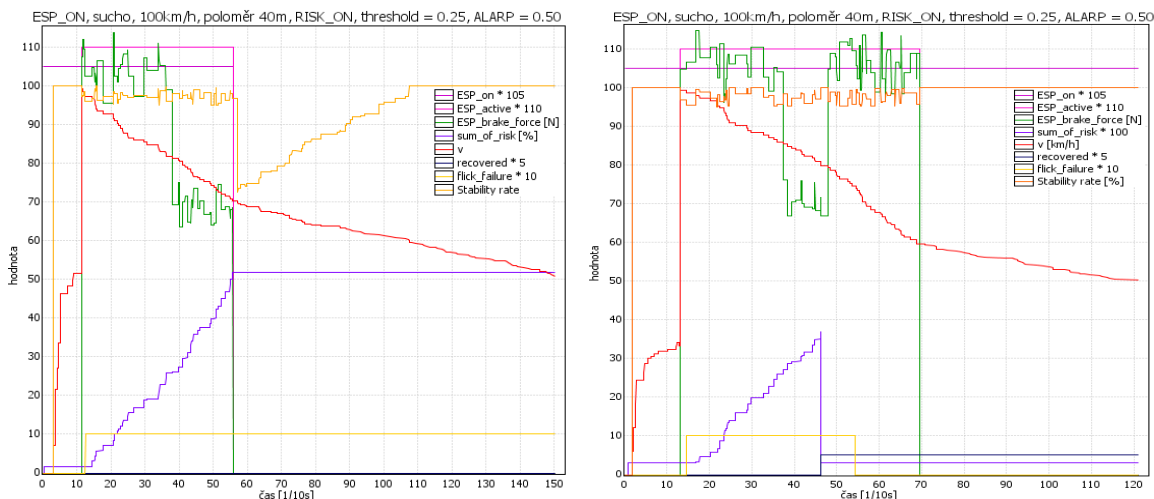 ESP_ON, sucho, 100km/h, poloměr 40m, RISK_ON, threshold = 0.25, ALARP = 0.50
110
100
90
80
70
60
50
40
30
20
10
0
hodnota
ESP_on * 105
ESP_active * 110
ESP_brake_force [N]
sum_of_risk [%]
v
recovered * 5
flick_failure * 10
Stability rate
0 10 20 30 40 50 60 70 80 90 100 110 120 130 140 150
čas [1/10s]
ESP_ON, sucho, 100km/h, poloměr 40m, RISK_ON, threshold = 0.25, ALARP = 0.50
110
100
90
80
70
60
50
40
30
20
10
0
hodnota
ESP_on * 105
ESP_active * 110
ESP_brake_force [N]
sum_of_risk * 100
v [km/h]
recovered * 5
flick_failure * 10
Stability rate [%]
0 10 20 30 40 50 60 70 80 90 100 110 120
čas [1/10s]